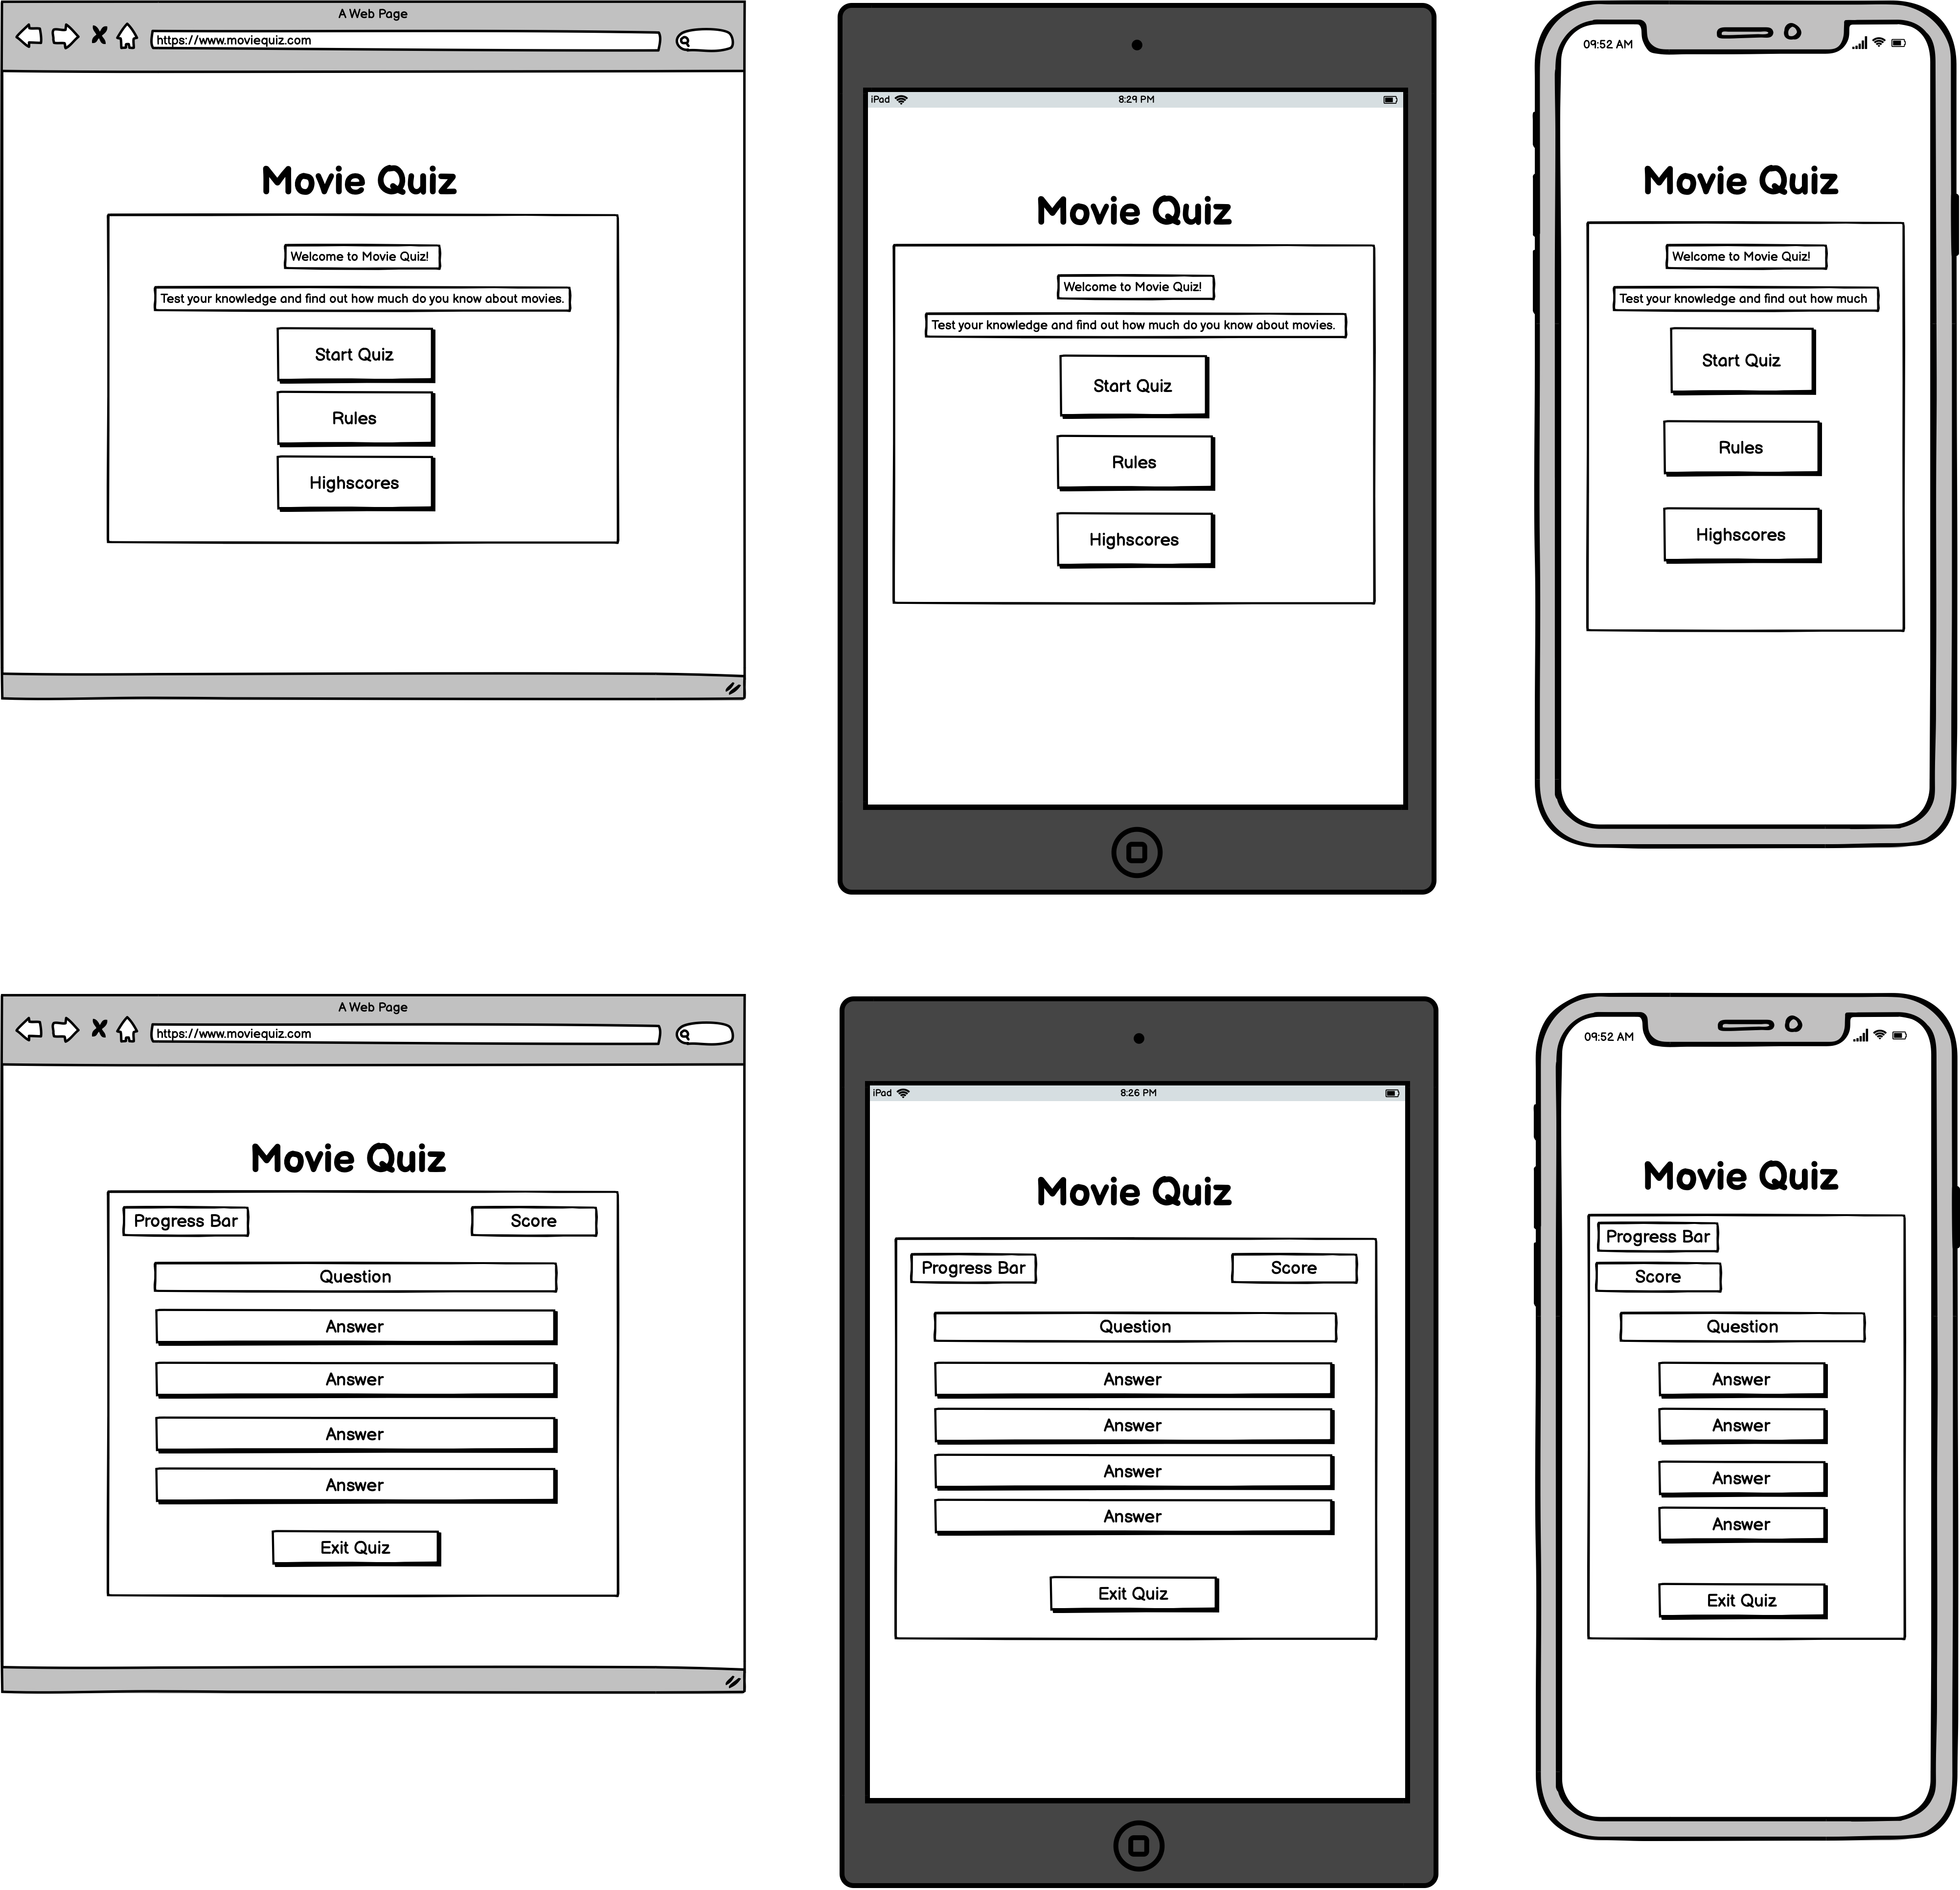 A Web Page
https://www.moviequiz.com
Movie Quiz
Welcome to Movie Quiz!
Test your knowledge and find out how much do you know about movies.
Start Quiz
Rules
Highscores
iPad
8:29 PM
Movie Quiz
Welcome to Movie Quiz!
Test your knowledge and find out how much do you know about movies.
Start Quiz
Rules
Highscores
09:52 AM
Movie Quiz
Welcome to Movie Quiz!
Test your knowledge and find out how much
Start Quiz
Rules
Highscores
A Web Page
https://www.moviequiz.com
Movie Quiz
Progress Bar
Score
Question
Answer
Answer
Answer
Answer
Exit Quiz
iPad
8:26 PM
Movie Quiz
Progress Bar
Score
Question
Answer
Answer
Answer
Answer
Exit Quiz
09:52 AM
Movie Quiz
Progress Bar
Score
Question
Answer
Answer
Answer
Answer
Exit Quiz